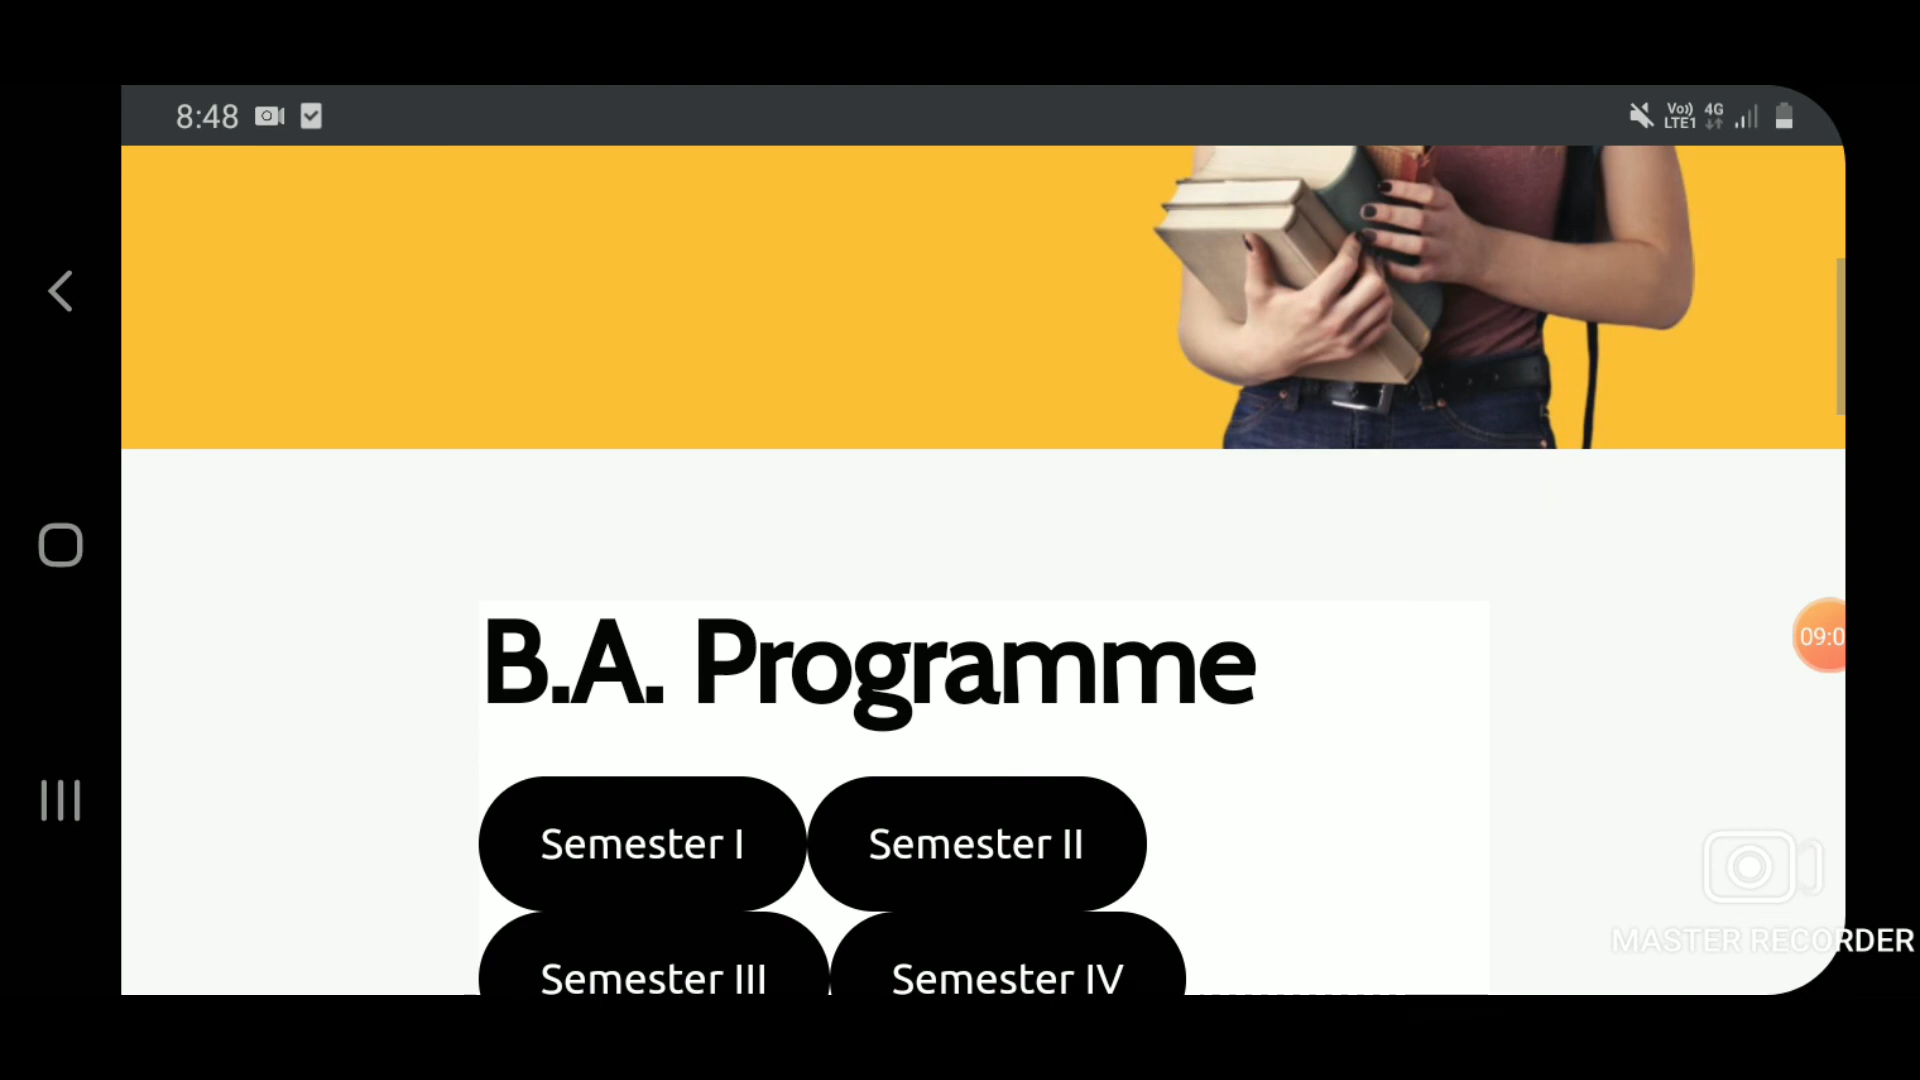 8:48
Vo)) 4G
LTE1
B.A. Programme
Semester I Semester II
Semester III Semester IV
09:0
MASTER RECORDER